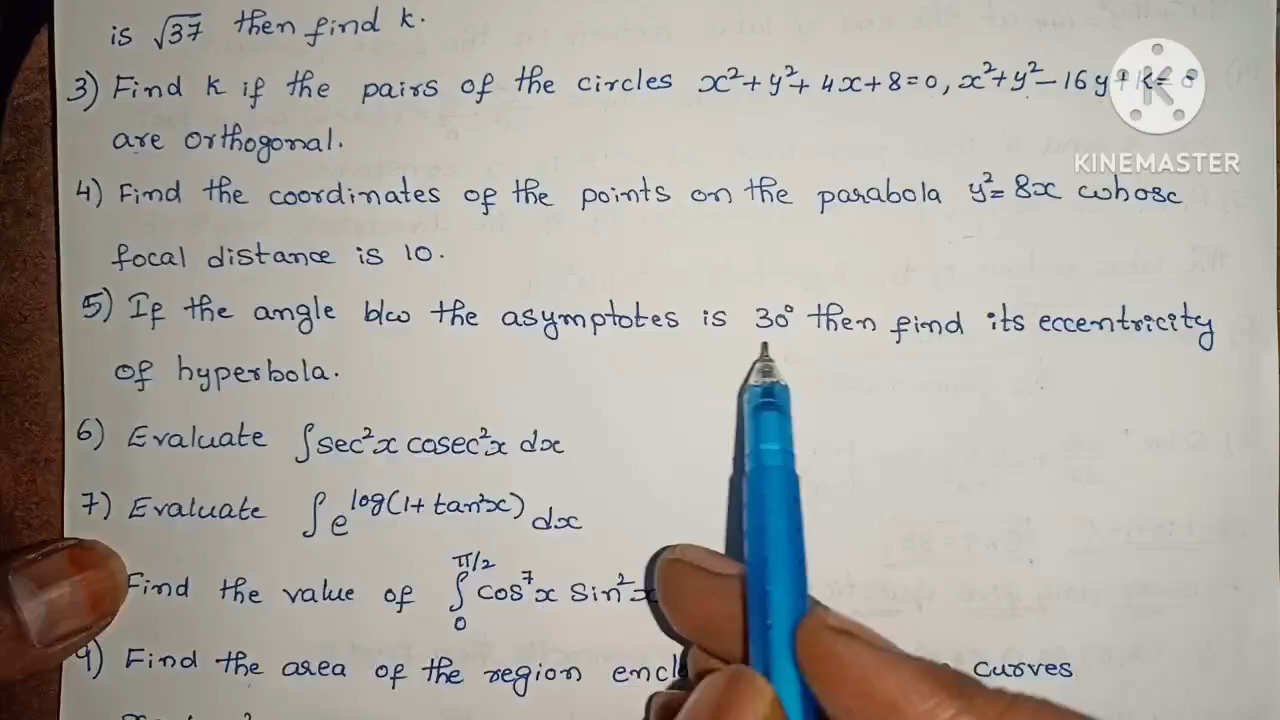 is √37 then find k.
3) Find k if the pairs of the circles x²+y²+4x+8=0, x²+y²-16y+k=0
are orthogonal.
KINEMASTER
4) Find the coordinates of the points on the parabola y²=8x whose
focal distance is 10.
5) If the angle b/w the asymptotes is 30° then find its eccentricity
of hyperbola.
6) Evaluate ∫sec²x cosec²x dx
7) Evaluate ∫e^log(1+tan²x) dx
Find the value of ∫₀^π/2 cos⁷x Sin²x
9) Find the area of the region curves